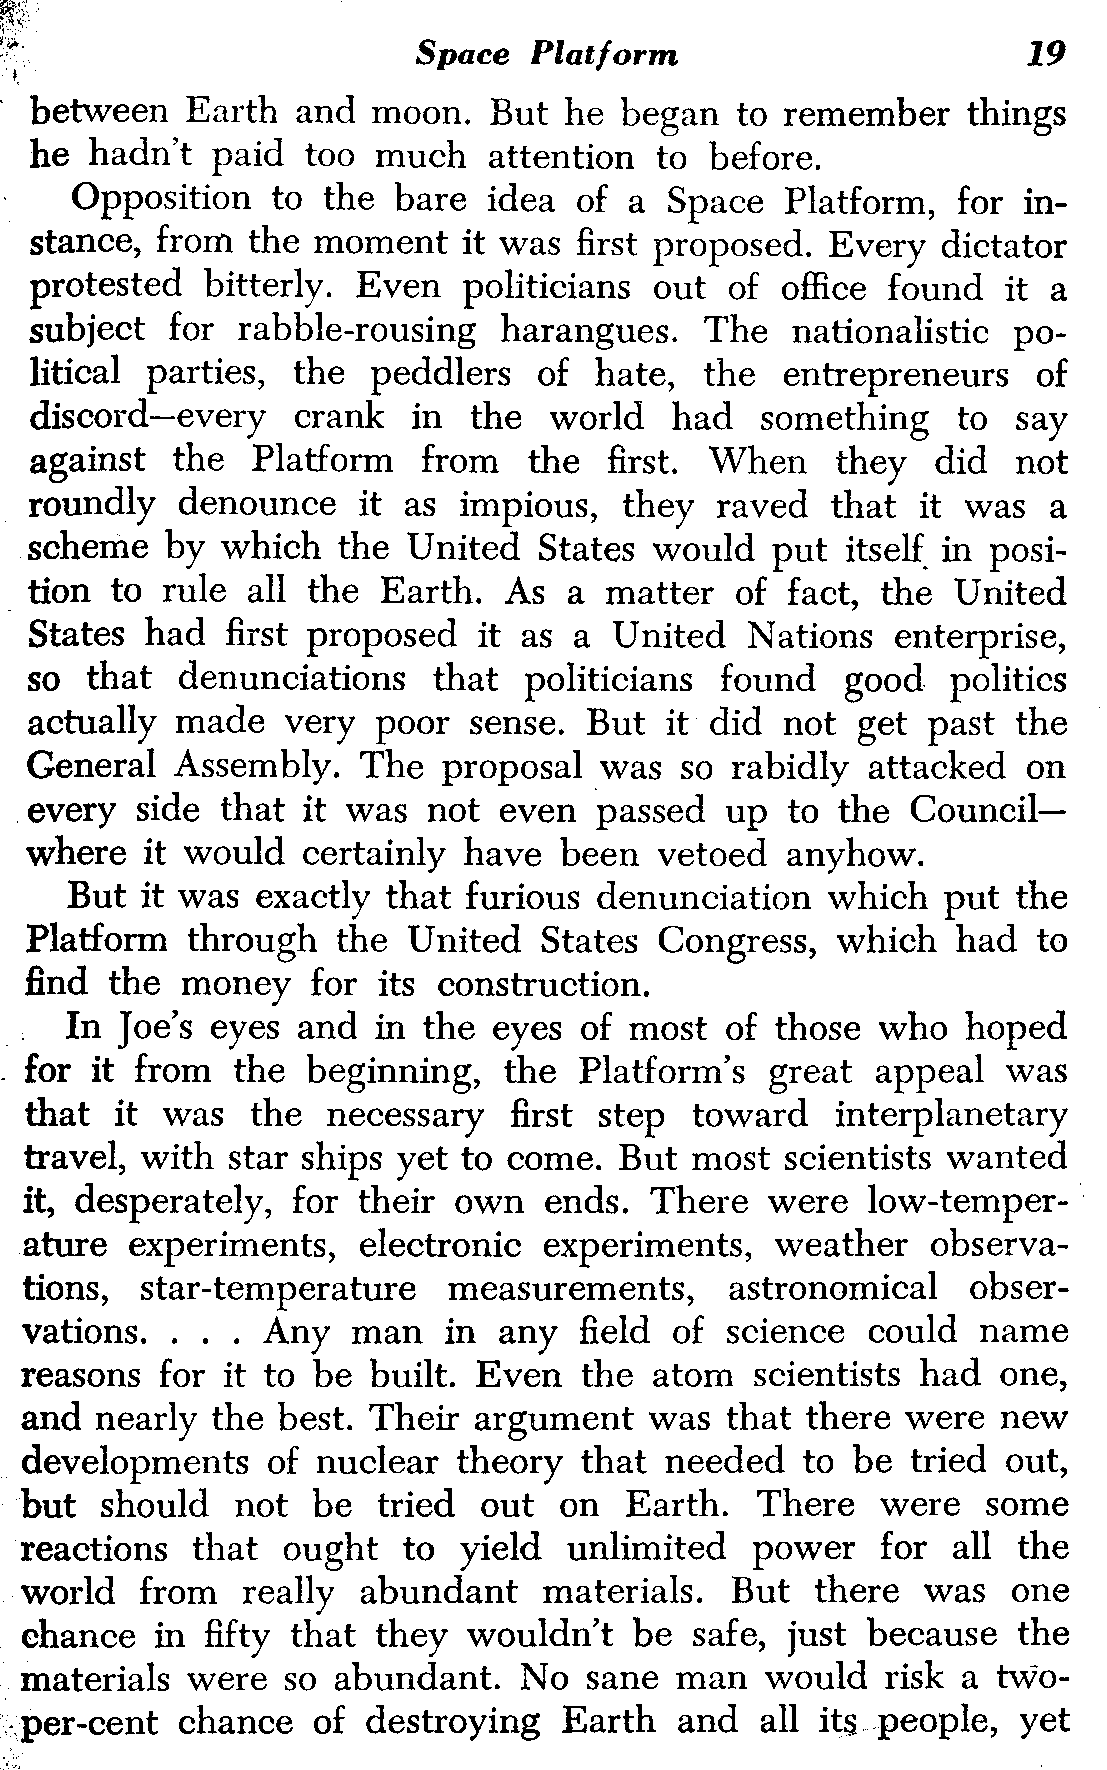 Space Platform 19
between Earth and moon. But he began to remember things
he hadn't paid too much attention to before.
Opposition to the bare idea of a Space Platform, for in-
stance, from the moment it was first proposed. Every dictator
protested bitterly. Even politicians out of office found it a
subject for rabble-rousing harangues. The nationalistic po-
litical parties, the peddlers of hate, the entrepreneurs of
discord—every crank in the world had something to say
against the Platform from the first. When they did not
roundly denounce it as impious, they raved that it was a
scheme by which the United States would put itself in posi-
tion to rule all the Earth. As a matter of fact, the United
States had first proposed it as a United Nations enterprise,
so that denunciations that politicians found good politics
actually made very poor sense. But it did not get past the
General Assembly. The proposal was so rabidly attacked on
every side that it was not even passed up to the Council—
where it would certainly have been vetoed anyhow.
But it was exactly that furious denunciation which put the
Platform through the United States Congress, which had to
find the money for its construction.
In Joe's eyes and in the eyes of most of those who hoped
for it from the beginning, the Platform's great appeal was
that it was the necessary first step toward interplanetary
travel, with star ships yet to come. But most scientists wanted
it, desperately, for their own ends. There were low-temper-
ature experiments, electronic experiments, weather observa-
tions, star-temperature measurements, astronomical obser-
vations. . . . Any man in any field of science could name
reasons for it to be built. Even the atom scientists had one,
and nearly the best. Their argument was that there were new
developments of nuclear theory that needed to be tried out,
but should not be tried out on Earth. There were some
reactions that ought to yield unlimited power for all the
world from really abundant materials. But there was one
chance in fifty that they wouldn't be safe, just because the
materials were so abundant. No sane man would risk a two-
per-cent chance of destroying Earth and all its people, yet